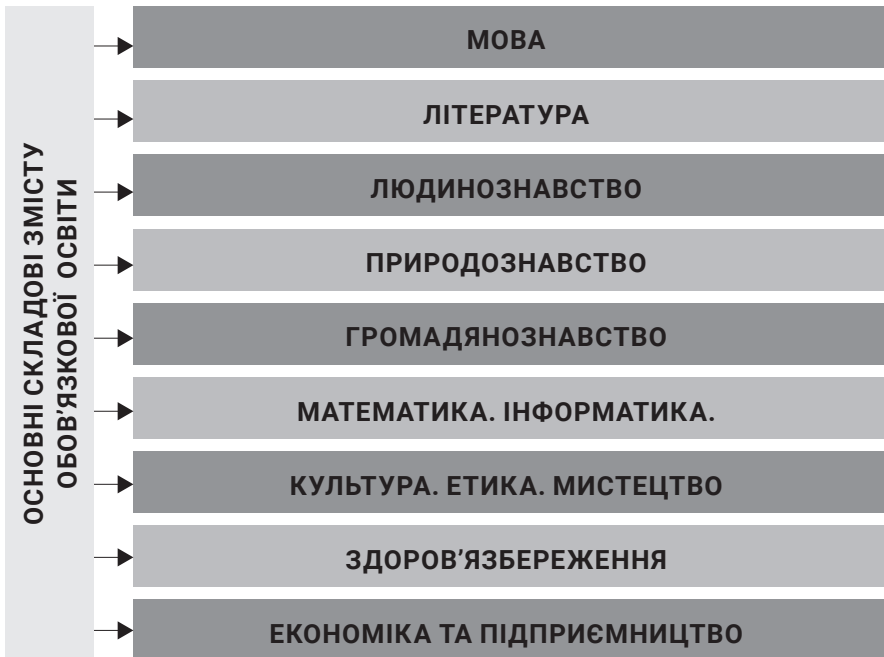 ОСНОВНІ СКЛАДОВІ ЗМІСТУ
ОБОВ'ЯЗКОВОЇ ОСВІТИ
МОВА
ЛІТЕРАТУРА
ЛЮДИНОЗНАВСТВО
ПРИРОДОЗНАВСТВО
ГРОМАДЯНОЗНАВСТВО
МАТЕМАТИКА. ІНФОРМАТИКА.
КУЛЬТУРА. ЕТИКА. МИСТЕЦТВО
ЗДОРОВ'ЯЗБЕРЕЖЕННЯ
ЕКОНОМІКА ТА ПІДПРИЄМНИЦТВО